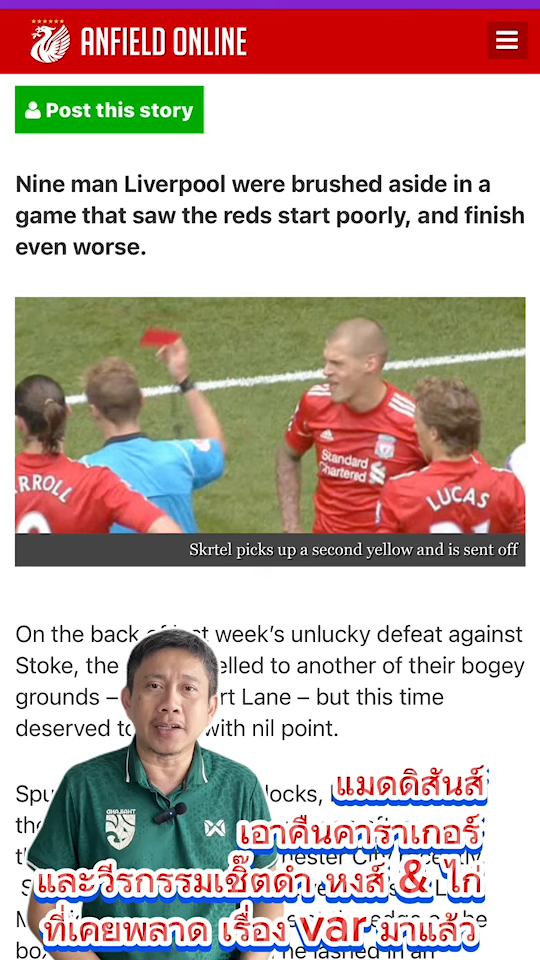 ANFIELD ONLINE
Post this story
Nine man Liverpool were brushed aside in a
game that saw the reds start poorly, and finish
even worse.
RROLL
Standard
Chartered
LUCAS
Skrtel picks up a second yellow and is sent off
On the back of last week's unlucky defeat against
Stoke, the elled to another of their bogey
grounds – rt Lane – but this time
deserved to with nil point.
Spu locks,
แมดดิสันส์
เอาคืนคาราเกอร์
และวีรกรรมเชิ๊ตดำ หงส์ & ไก่
ที่เคยพลาด เรื่อง var มาแล้ว